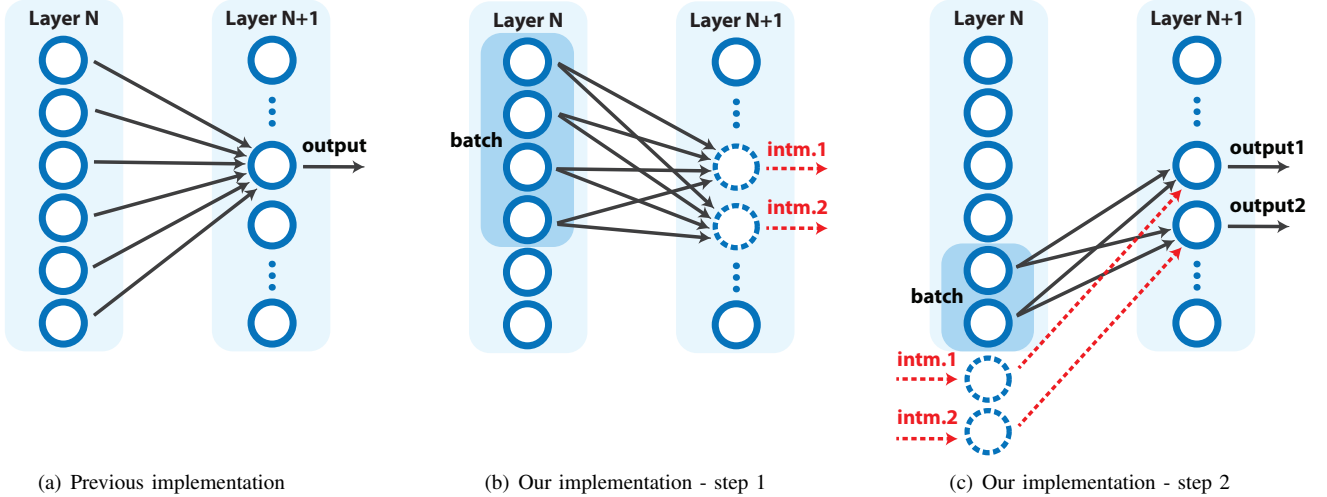 Layer N
Layer N+1
output
(a) Previous implementation
Layer N
Layer N+1
batch
intm.1
intm.2
(b) Our implementation - step 1
Layer N
Layer N+1
output1
output2
batch
intm.1
intm.2
(c) Our implementation - step 2